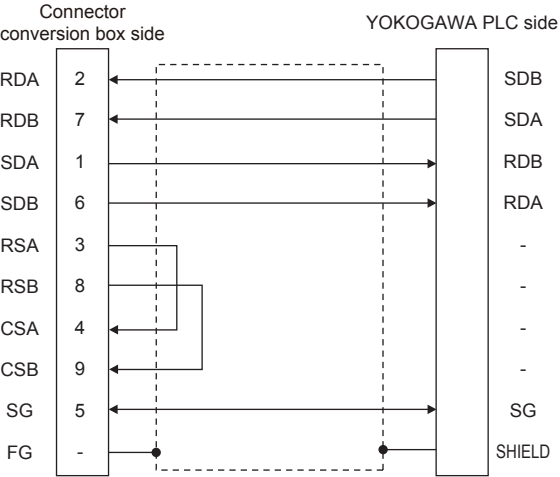 Connector
conversion box side
YOKOGAWA PLC side
RDA 2 SDB
RDB 7 SDA
SDA 1 RDB
SDB 6 RDA
RSA 3 -
RSB 8 -
CSA 4 -
CSB 9 -
SG 5 SG
FG - SHIELD